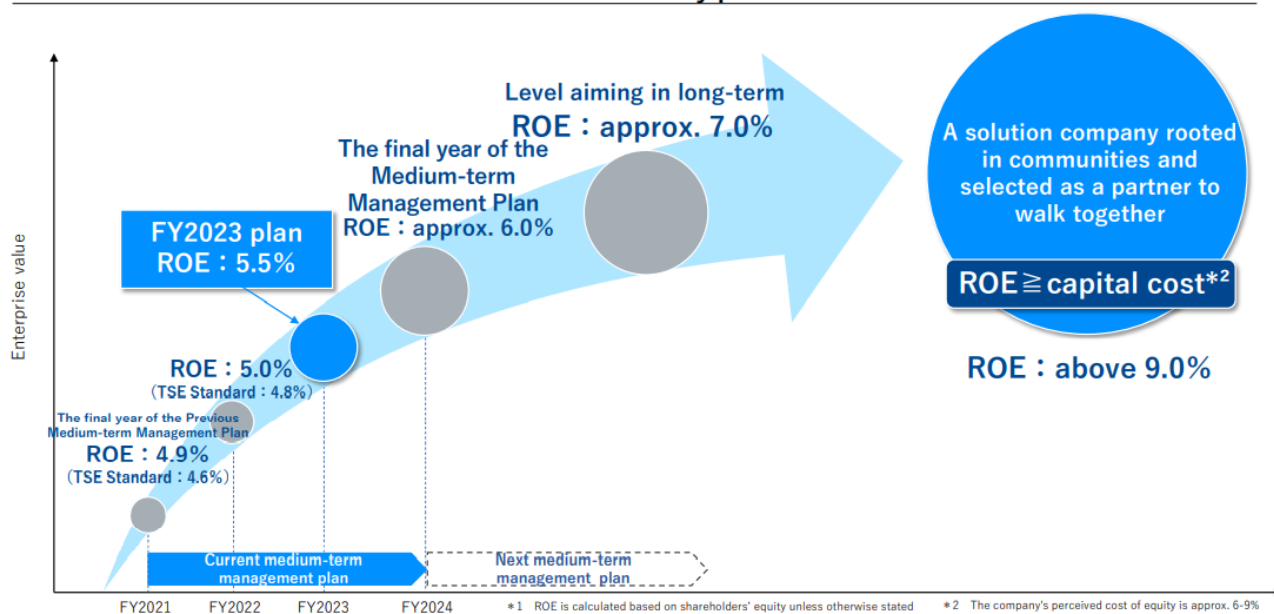 Enterprise value
Level aiming in long-term
ROE：approx. 7.0%
The final year of the
Medium-term
Management Plan
ROE：approx. 6.0%
FY2023 plan
ROE：5.5%
ROE：5.0%
（TSE Standard：4.8%）
The final year of the Previous
Medium-term Management Plan
ROE：4.9%
（TSE Standard：4.6%）
A solution company rooted
in communities and
selected as a partner to
walk together
ROE≧capital cost*2
ROE：above 9.0%
Current medium-term
management plan
Next medium-term
management plan
FY2021
FY2022
FY2023
FY2024
*1 ROE is calculated based on shareholders' equity unless otherwise stated
*2 The company's perceived cost of equity is approx. 6-9%